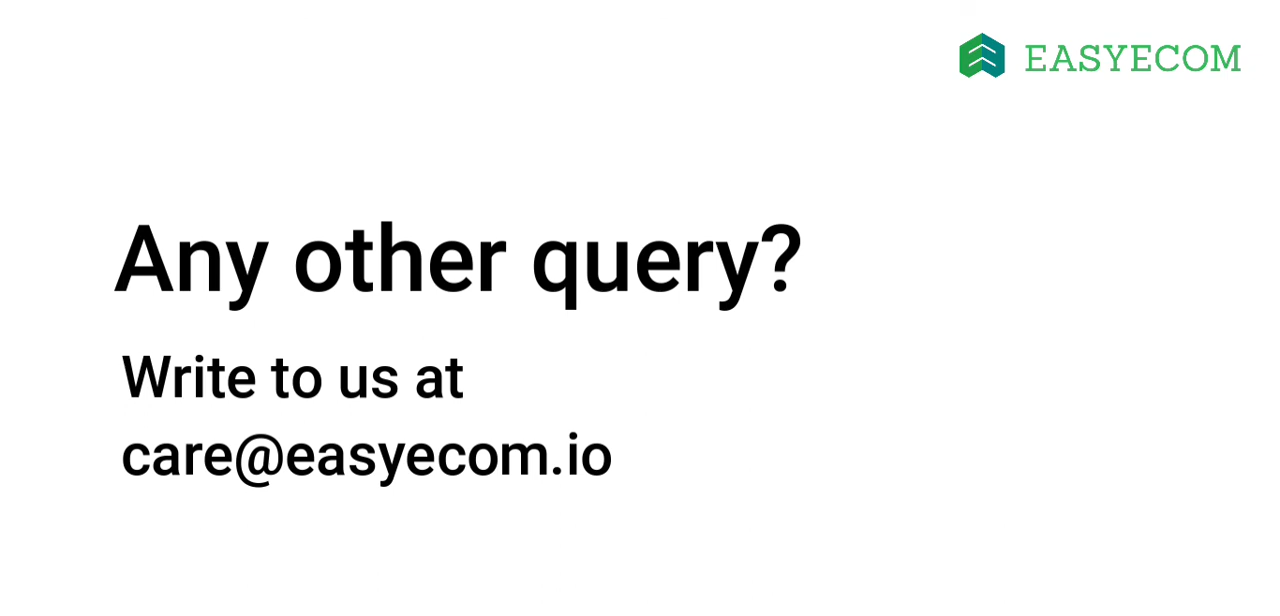 EASYECOM
Any other query?
Write to us at
care@easyecom.io